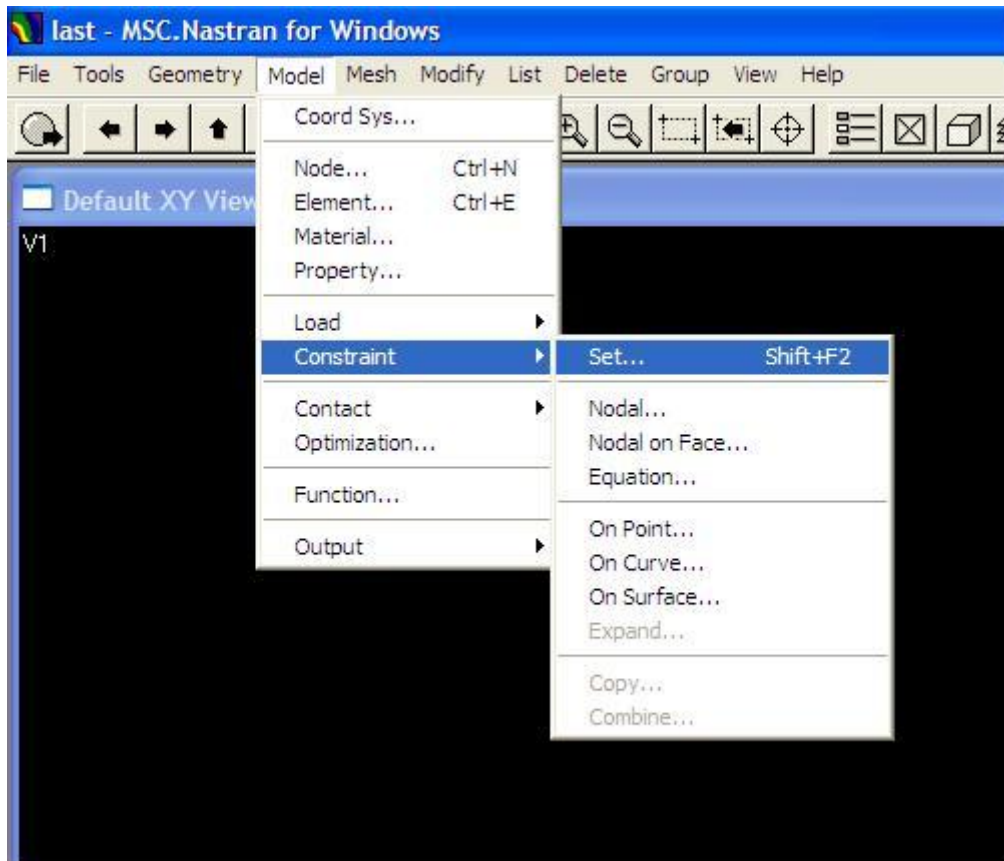 last - MSC.Nastran for Windows
File Tools Geometry Model Mesh Modify List Delete Group View Help
Coord Sys...
Node... Ctrl+N
Element... Ctrl+E
Material...
Property...
Load
Constraint
Contact
Optimization...
Function...
Output
Default XY View
V1
Set... Shift+F2
Nodal...
Nodal on Face...
Equation...
On Point...
On Curve...
On Surface...
Expand...
Copy...
Combine...